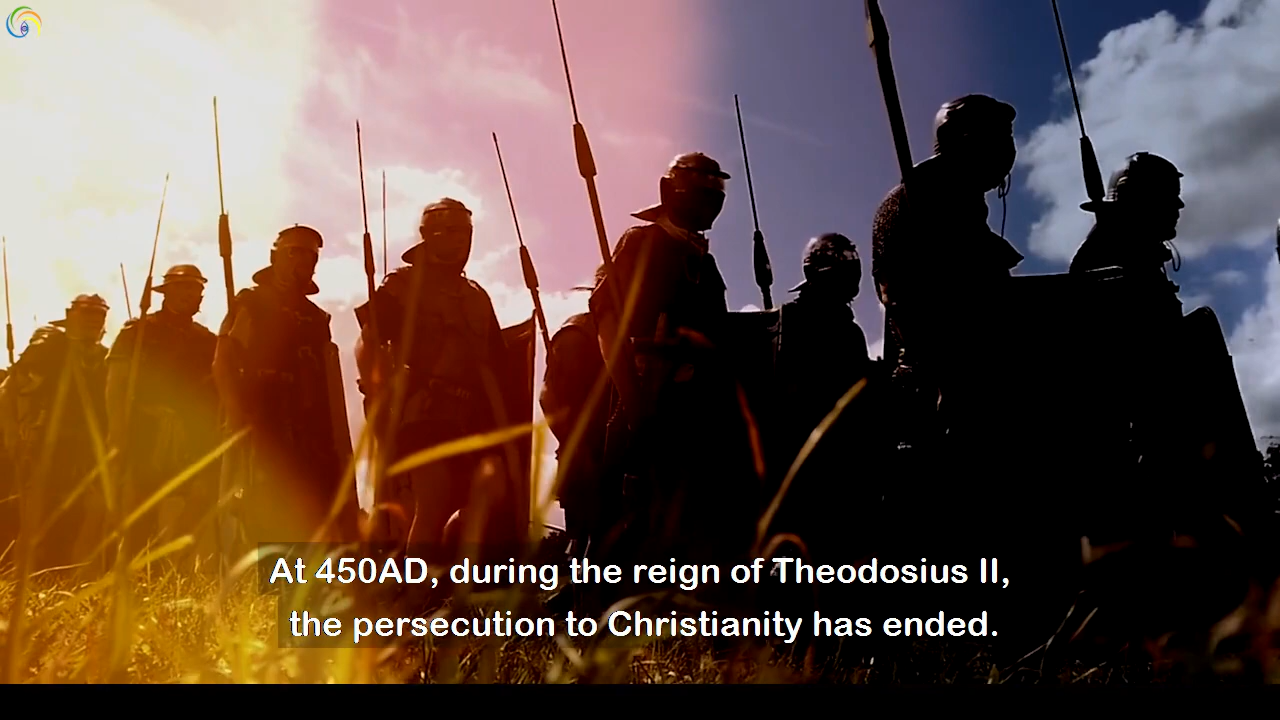 At 450AD, during the reign of Theodosius II,
the persecution to Christianity has ended.